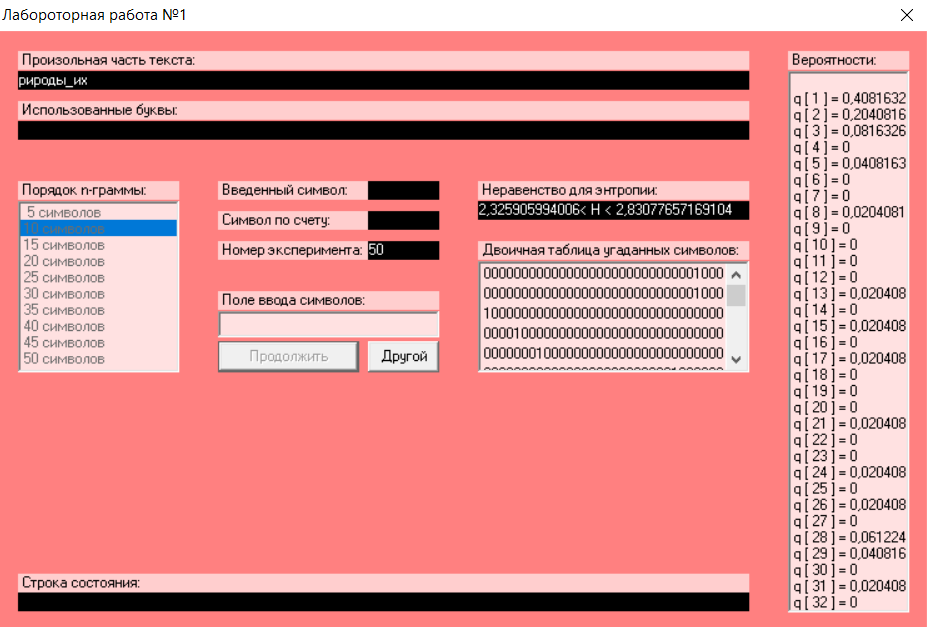 Лабороторная работа №1
Произольная часть текста:
рироды_их
Использованные буквы:
Порядок n-граммы:
5 символов
10 символов
15 символов
20 символов
25 символов
30 символов
35 символов
40 символов
45 символов
50 символов
Введенный символ:
Символ по счету:
Номер эксперимента: 50
Поле ввода символов:
Продолжить
Другой
Неравенство для энтропии:
2,325905994006< H < 2,83077657169104
Двоичная таблица угаданных символов:
00000000000000000000000000001000
00000000000000000000000000001000
10000000000000000000000000000000
00001000000000000000000000000000
00000001000000000000000000000000
Вероятности:
q [ 1 ] = 0,4081632
q [ 2 ] = 0,2040816
q [ 3 ] = 0,0816326
q [ 4 ] = 0
q [ 5 ] = 0,0408163
q [ 6 ] = 0
q [ 7 ] = 0
q [ 8 ] = 0,0204081
q [ 9 ] = 0
q [ 10 ] = 0
q [ 11 ] = 0
q [ 12 ] = 0
q [ 13 ] = 0,020408
q [ 14 ] = 0
q [ 15 ] = 0,020408
q [ 16 ] = 0
q [ 17 ] = 0,020408
q [ 18 ] = 0
q [ 19 ] = 0
q [ 20 ] = 0
q [ 21 ] = 0,020408
q [ 22 ] = 0
q [ 23 ] = 0
q [ 24 ] = 0,020408
q [ 25 ] = 0
q [ 26 ] = 0,020408
q [ 27 ] = 0
q [ 28 ] = 0,061224
q [ 29 ] = 0,040816
q [ 30 ] = 0
q [ 31 ] = 0,020408
q [ 32 ] = 0
Строка состояния: